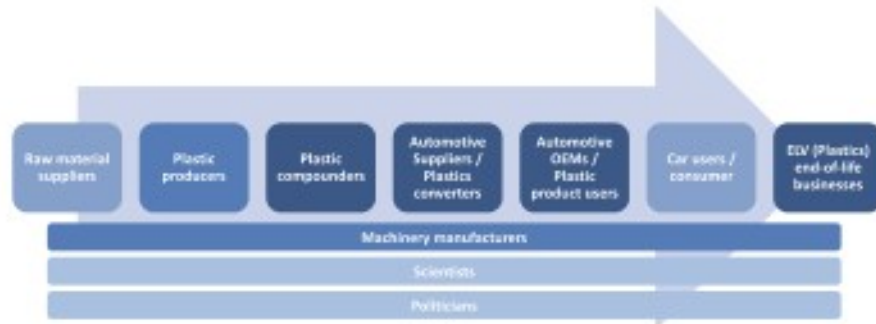 Raw material
suppliers
Plastic
producers
Plastic
compounders
Automotive
Suppliers /
Plastics
converters
Automotive
OEMs /
Plastic
product users
Car users /
consumer
ELV (Plastics)
end-of-life
businesses
Machinery manufacturers
Scientists
Politicians